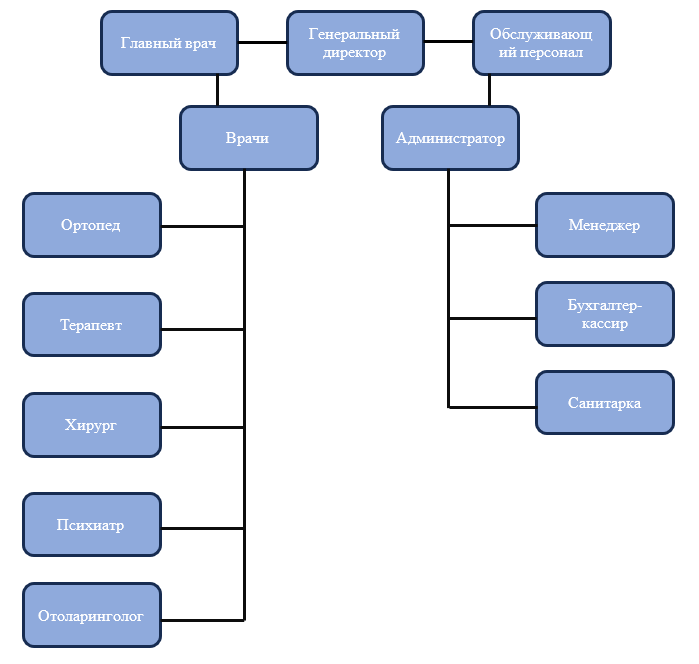 Главный врач
Генеральный
директор
Обслуживающ
ий персонал
Врачи
Администратор
Ортопед
Менеджер
Терапевт
Бухгалтер-
кассир
Хирург
Санитарка
Психиатр
Отоларинголог